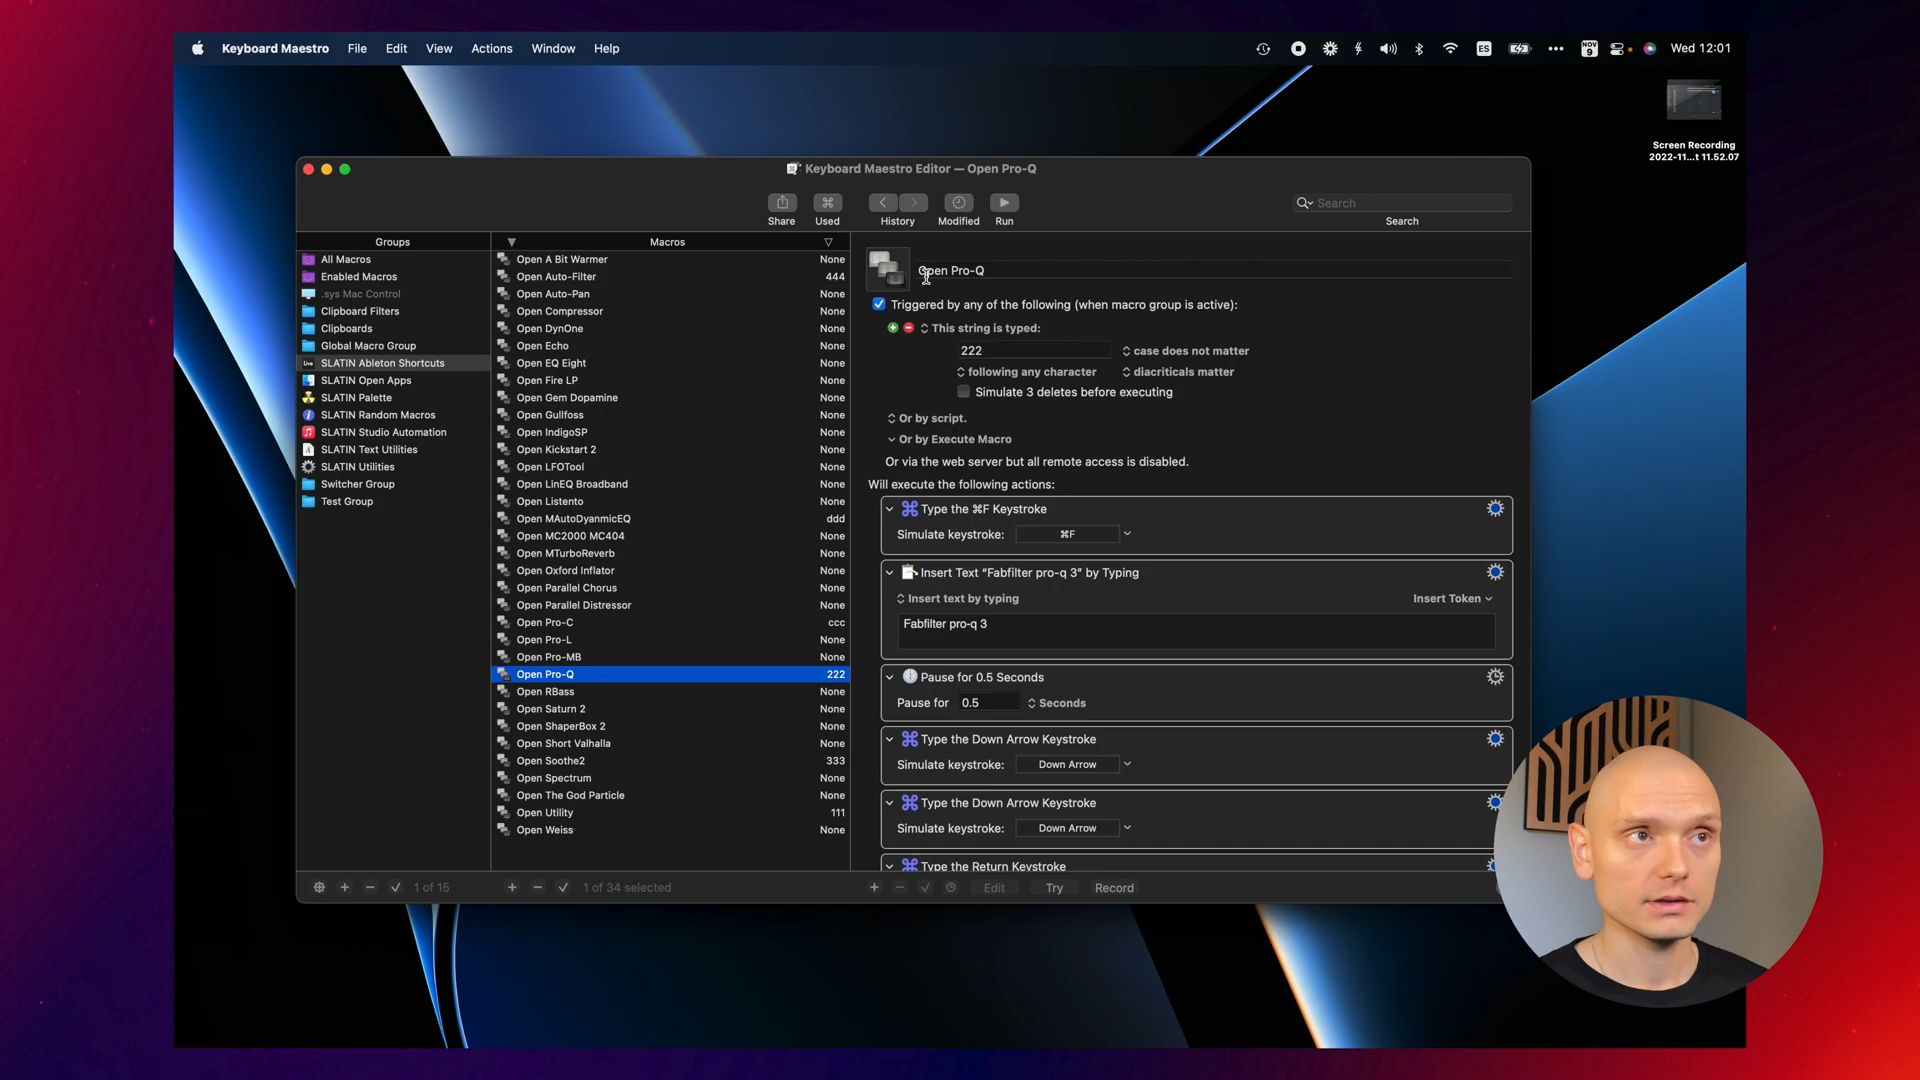 Keyboard Maestro File Edit View Actions Window Help
ES
NOV 9
Wed 12:01
Screen Recording
2022-11...t 11.52.07
Keyboard Maestro Editor — Open Pro-Q
Share Used History Modified Run
Search
Search
Groups
All Macros
Enabled Macros
.sys Mac Control
Clipboard Filters
Clipboards
Global Macro Group
SLATIN Ableton Shortcuts
SLATIN Open Apps
SLATIN Palette
SLATIN Random Macros
SLATIN Studio Automation
SLATIN Text Utilities
SLATIN Utilities
Switcher Group
Test Group
Macros
Open A Bit Warmer None
Open Auto-Filter 444
Open Auto-Pan None
Open Compressor None
Open DynOne None
Open Echo None
Open EQ Eight None
Open Fire LP None
Open Gem Dopamine None
Open Gullfoss None
Open IndigoSP None
Open Kickstart 2 None
Open LFOTool None
Open LinEQ Broadband None
Open Listento None
Open MAutoDyanmicEQ ddd
Open MC2000 MC404 None
Open MTurboReverb None
Open Oxford Inflator None
Open Parallel Chorus None
Open Parallel Distressor None
Open Pro-C ccc
Open Pro-L None
Open Pro-MB None
Open Pro-Q 222
Open RBass None
Open Saturn 2 None
Open ShaperBox 2 None
Open Short Valhalla None
Open Soothe2 333
Open Spectrum None
Open The God Particle None
Open Utility 111
Open Weiss None
Open Pro-Q
Triggered by any of the following (when macro group is active):
This string is typed:
222 case does not matter
following any character diacriticals matter
Simulate 3 deletes before executing
Or by script.
Or by Execute Macro
Or via the web server but all remote access is disabled.
Will execute the following actions:
Type the ⌘F Keystroke
Simulate keystroke: ⌘F
Insert Text “Fabfilter pro-q 3” by Typing
Insert text by typing Insert Token
Fabfilter pro-q 3
Pause for 0.5 Seconds
Pause for 0.5 Seconds
Type the Down Arrow Keystroke
Simulate keystroke: Down Arrow
Type the Down Arrow Keystroke
Simulate keystroke: Down Arrow
Type the Return Keystroke
1 of 15
1 of 34 selected
Edit Try Record